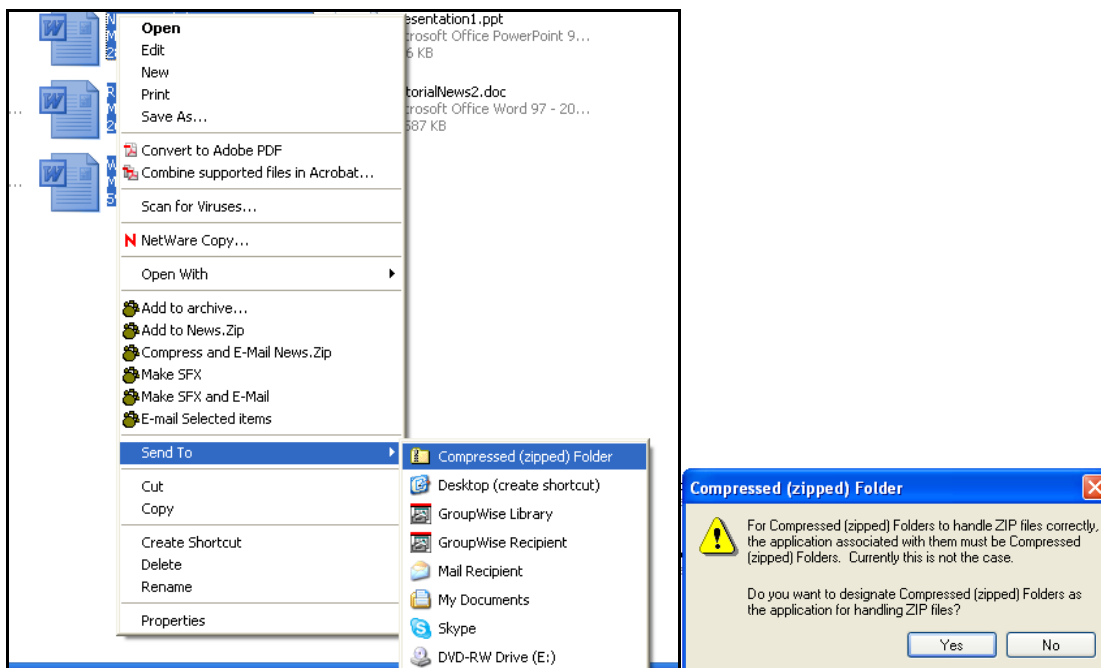 esentation1.ppt
crosoft Office PowerPoint 9...
6 KB
torialNews2.doc
crosoft Office Word 97 - 20...
587 KB
Open
Edit
New
Print
Save As...
Convert to Adobe PDF
Combine supported files in Acrobat...
Scan for Viruses...
NetWare Copy...
Open With
Add to archive...
Add to News.Zip
Compress and E-Mail News.Zip
Make SFX
Make SFX and E-Mail
E-mail Selected items
Send To
Cut
Copy
Create Shortcut
Delete
Rename
Properties
Compressed (zipped) Folder
Desktop (create shortcut)
GroupWise Library
GroupWise Recipient
Mail Recipient
My Documents
Skype
DVD-RW Drive (E:)
Compressed (zipped) Folder
For Compressed (zipped) Folders to handle ZIP files correctly,
the application associated with them must be Compressed
(zipped) Folders. Currently this is not the case.
Do you want to designate Compressed (zipped) Folders as
the application for handling ZIP files?
Yes
No